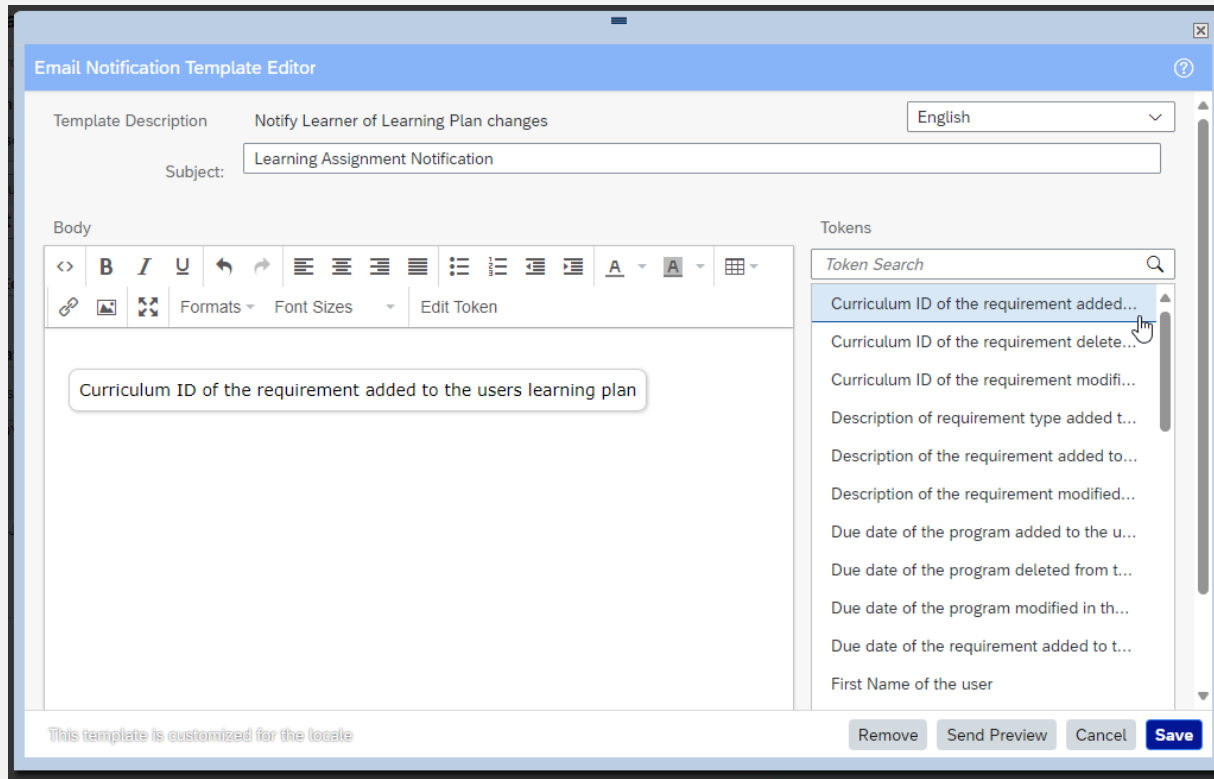 Email Notification Template Editor
Template Description Notify Learner of Learning Plan changes English
Subject: Learning Assignment Notification
Body
Formats Font Sizes Edit Token
Curriculum ID of the requirement added to the users learning plan
Tokens
Token Search
Curriculum ID of the requirement added...
Curriculum ID of the requirement delete...
Curriculum ID of the requirement modifi...
Description of requirement type added t...
Description of the requirement added to...
Description of the requirement modified...
Due date of the program added to the u...
Due date of the program deleted from t...
Due date of the program modified in th...
Due date of the requirement added to t...
First Name of the user
This template is customized for the locale
Remove Send Preview Cancel Save